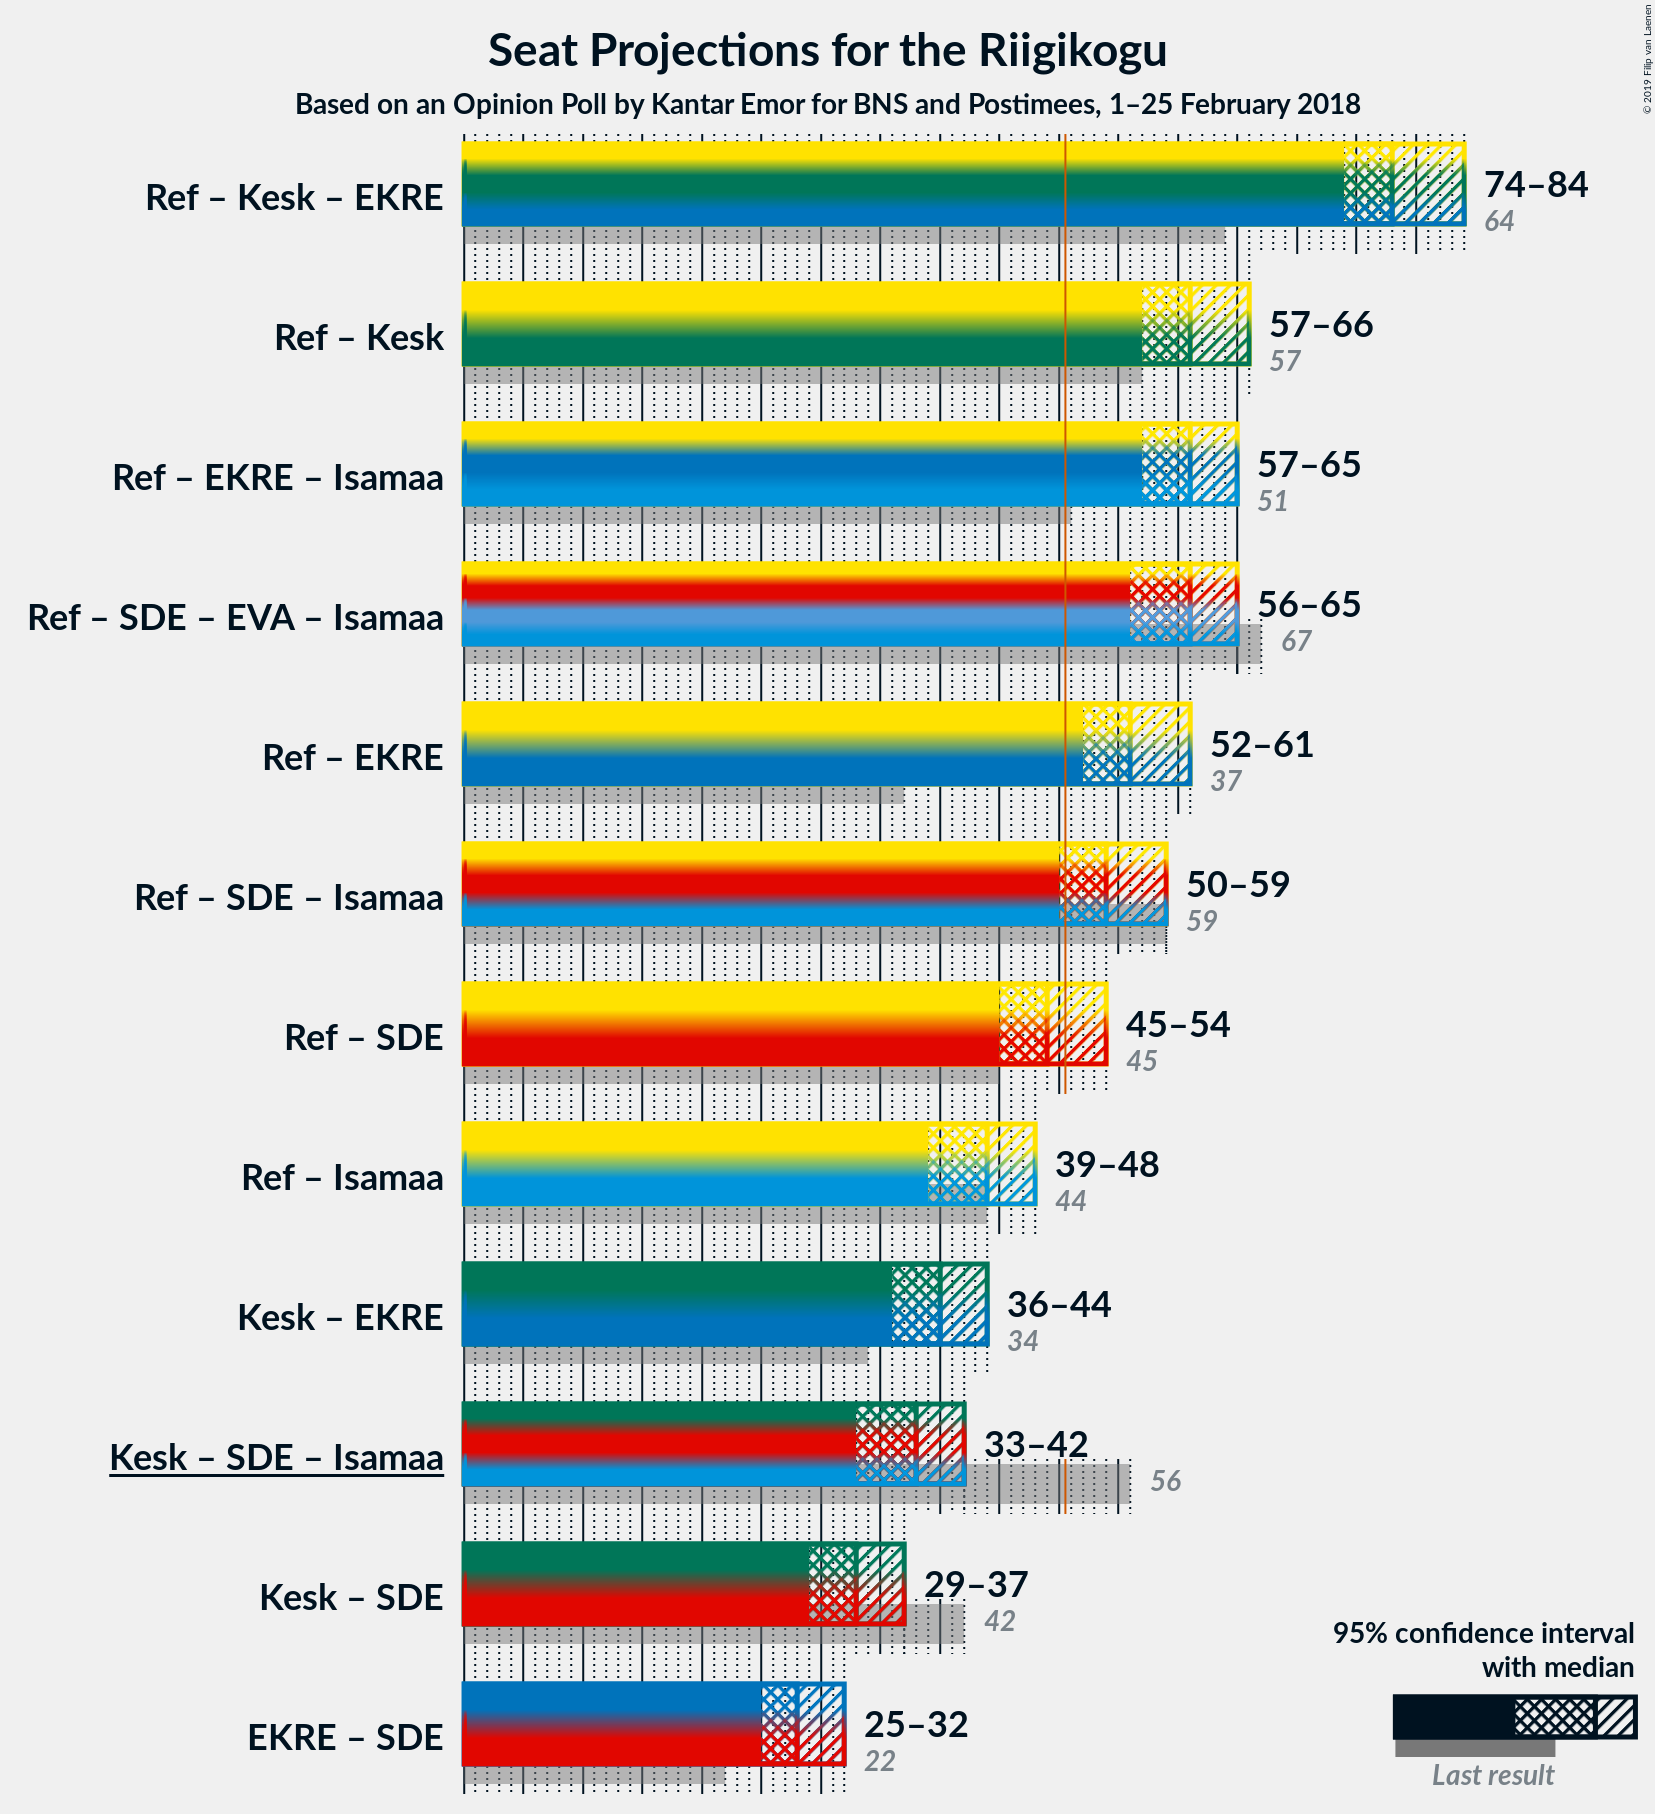 Seat Projections for the Riigikogu
Based on an Opinion Poll by Kantar Emor for BNS and Postimees, 1–25 February 2018
© 2019 Filip van Laenen
Ref – Kesk – EKRE
74–84
64
Ref – Kesk
57–66
57
Ref – EKRE – Isamaa
57–65
51
Ref – SDE – EVA – Isamaa
56–65
67
Ref – EKRE
52–61
37
Ref – SDE – Isamaa
50–59
59
Ref – SDE
45–54
45
Ref – Isamaa
39–48
44
Kesk – EKRE
36–44
34
Kesk – SDE – Isamaa
33–42
56
Kesk – SDE
29–37
42
EKRE – SDE
25–32
22
95% confidence interval
with median
Last result